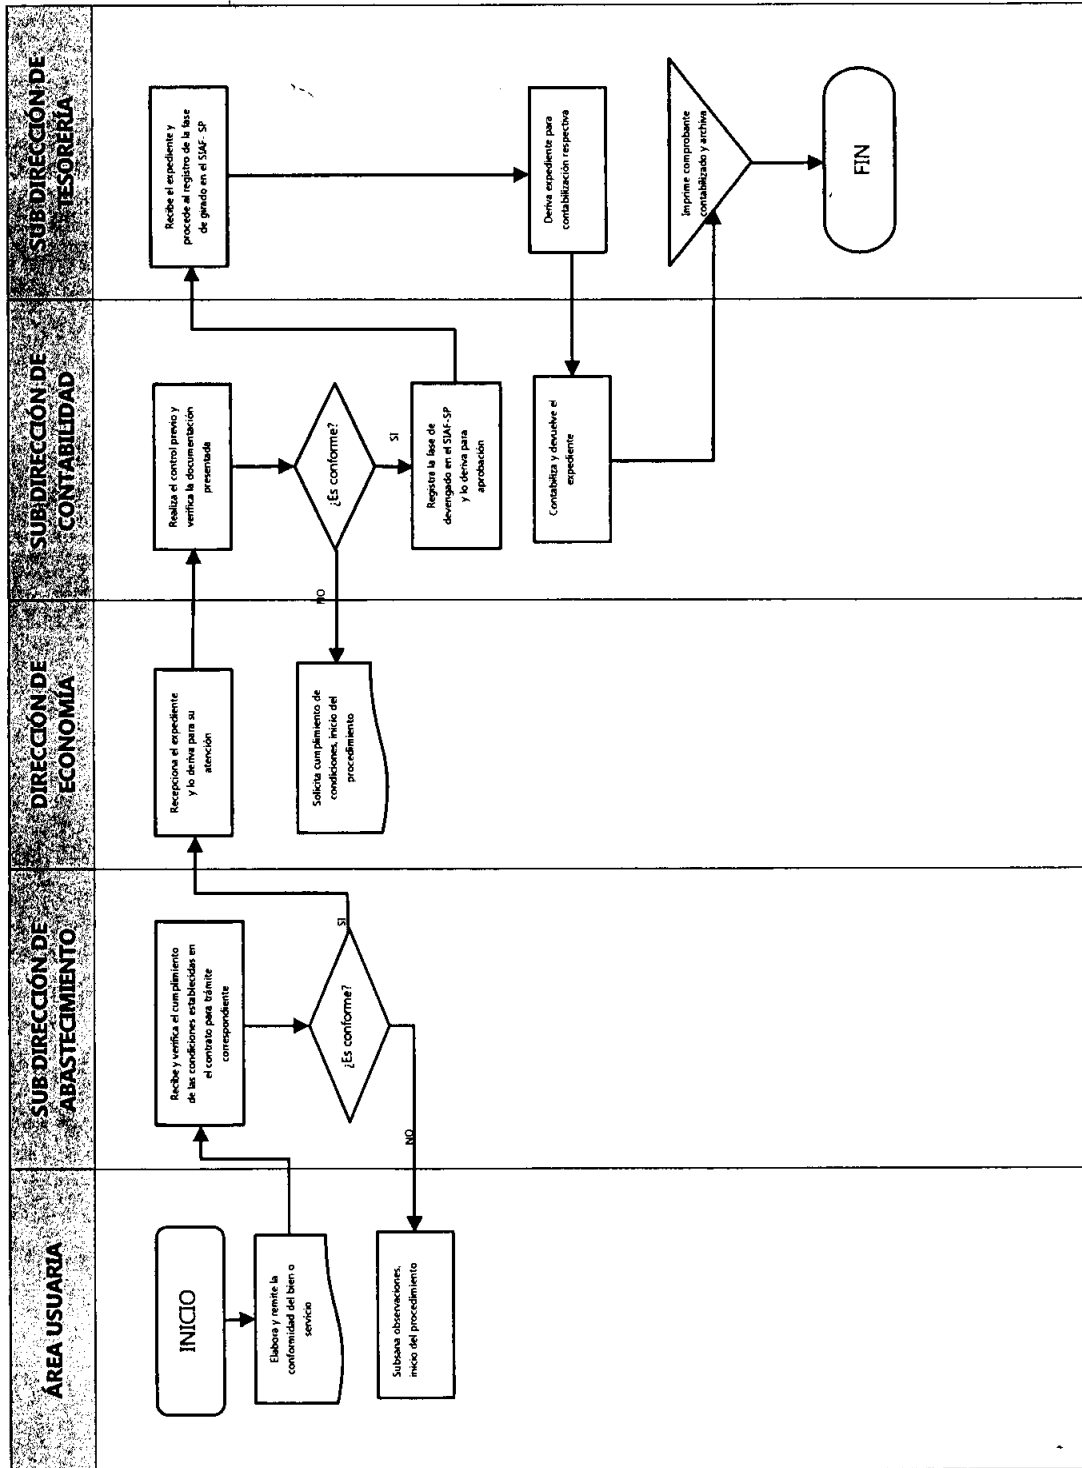 ÁREA USUARIA
SUB DIRECCIÓN DE
ABASTECIMIENTO
DIRECCIÓN DE
ECONOMÍA
SUB DIRECCIÓN DE
CONTABILIDAD
SUB DIRECCIÓN DE
TESORERÍA
INICIO
Elabora y remite la
conformidad del bien o
servicio
Subsana observaciones,
inicio del procedimiento
Recibe y verifica el cumplimiento
de las condiciones establecidas en
el contrato para trámite
correspondiente
¿Es conforme?
SI
NO
Recepciona el expediente
y lo deriva para su
atención
Solicita cumplimiento de
condiciones, inicio del
procedimiento
Realiza el control previo y
verifica la documentación
presentada
¿Es conforme?
NO
SI
Registra la fase de
devengado en el SIAF-SP
y lo deriva para
aprobación
Contabiliza y devuelve el
expediente
Recibe el expediente y
procede al registro de la fase
de girado en el SIAF- SP
Deriva expediente para
contabilización respectiva
Imprime comprobante
contabilizado y archiva
FIN